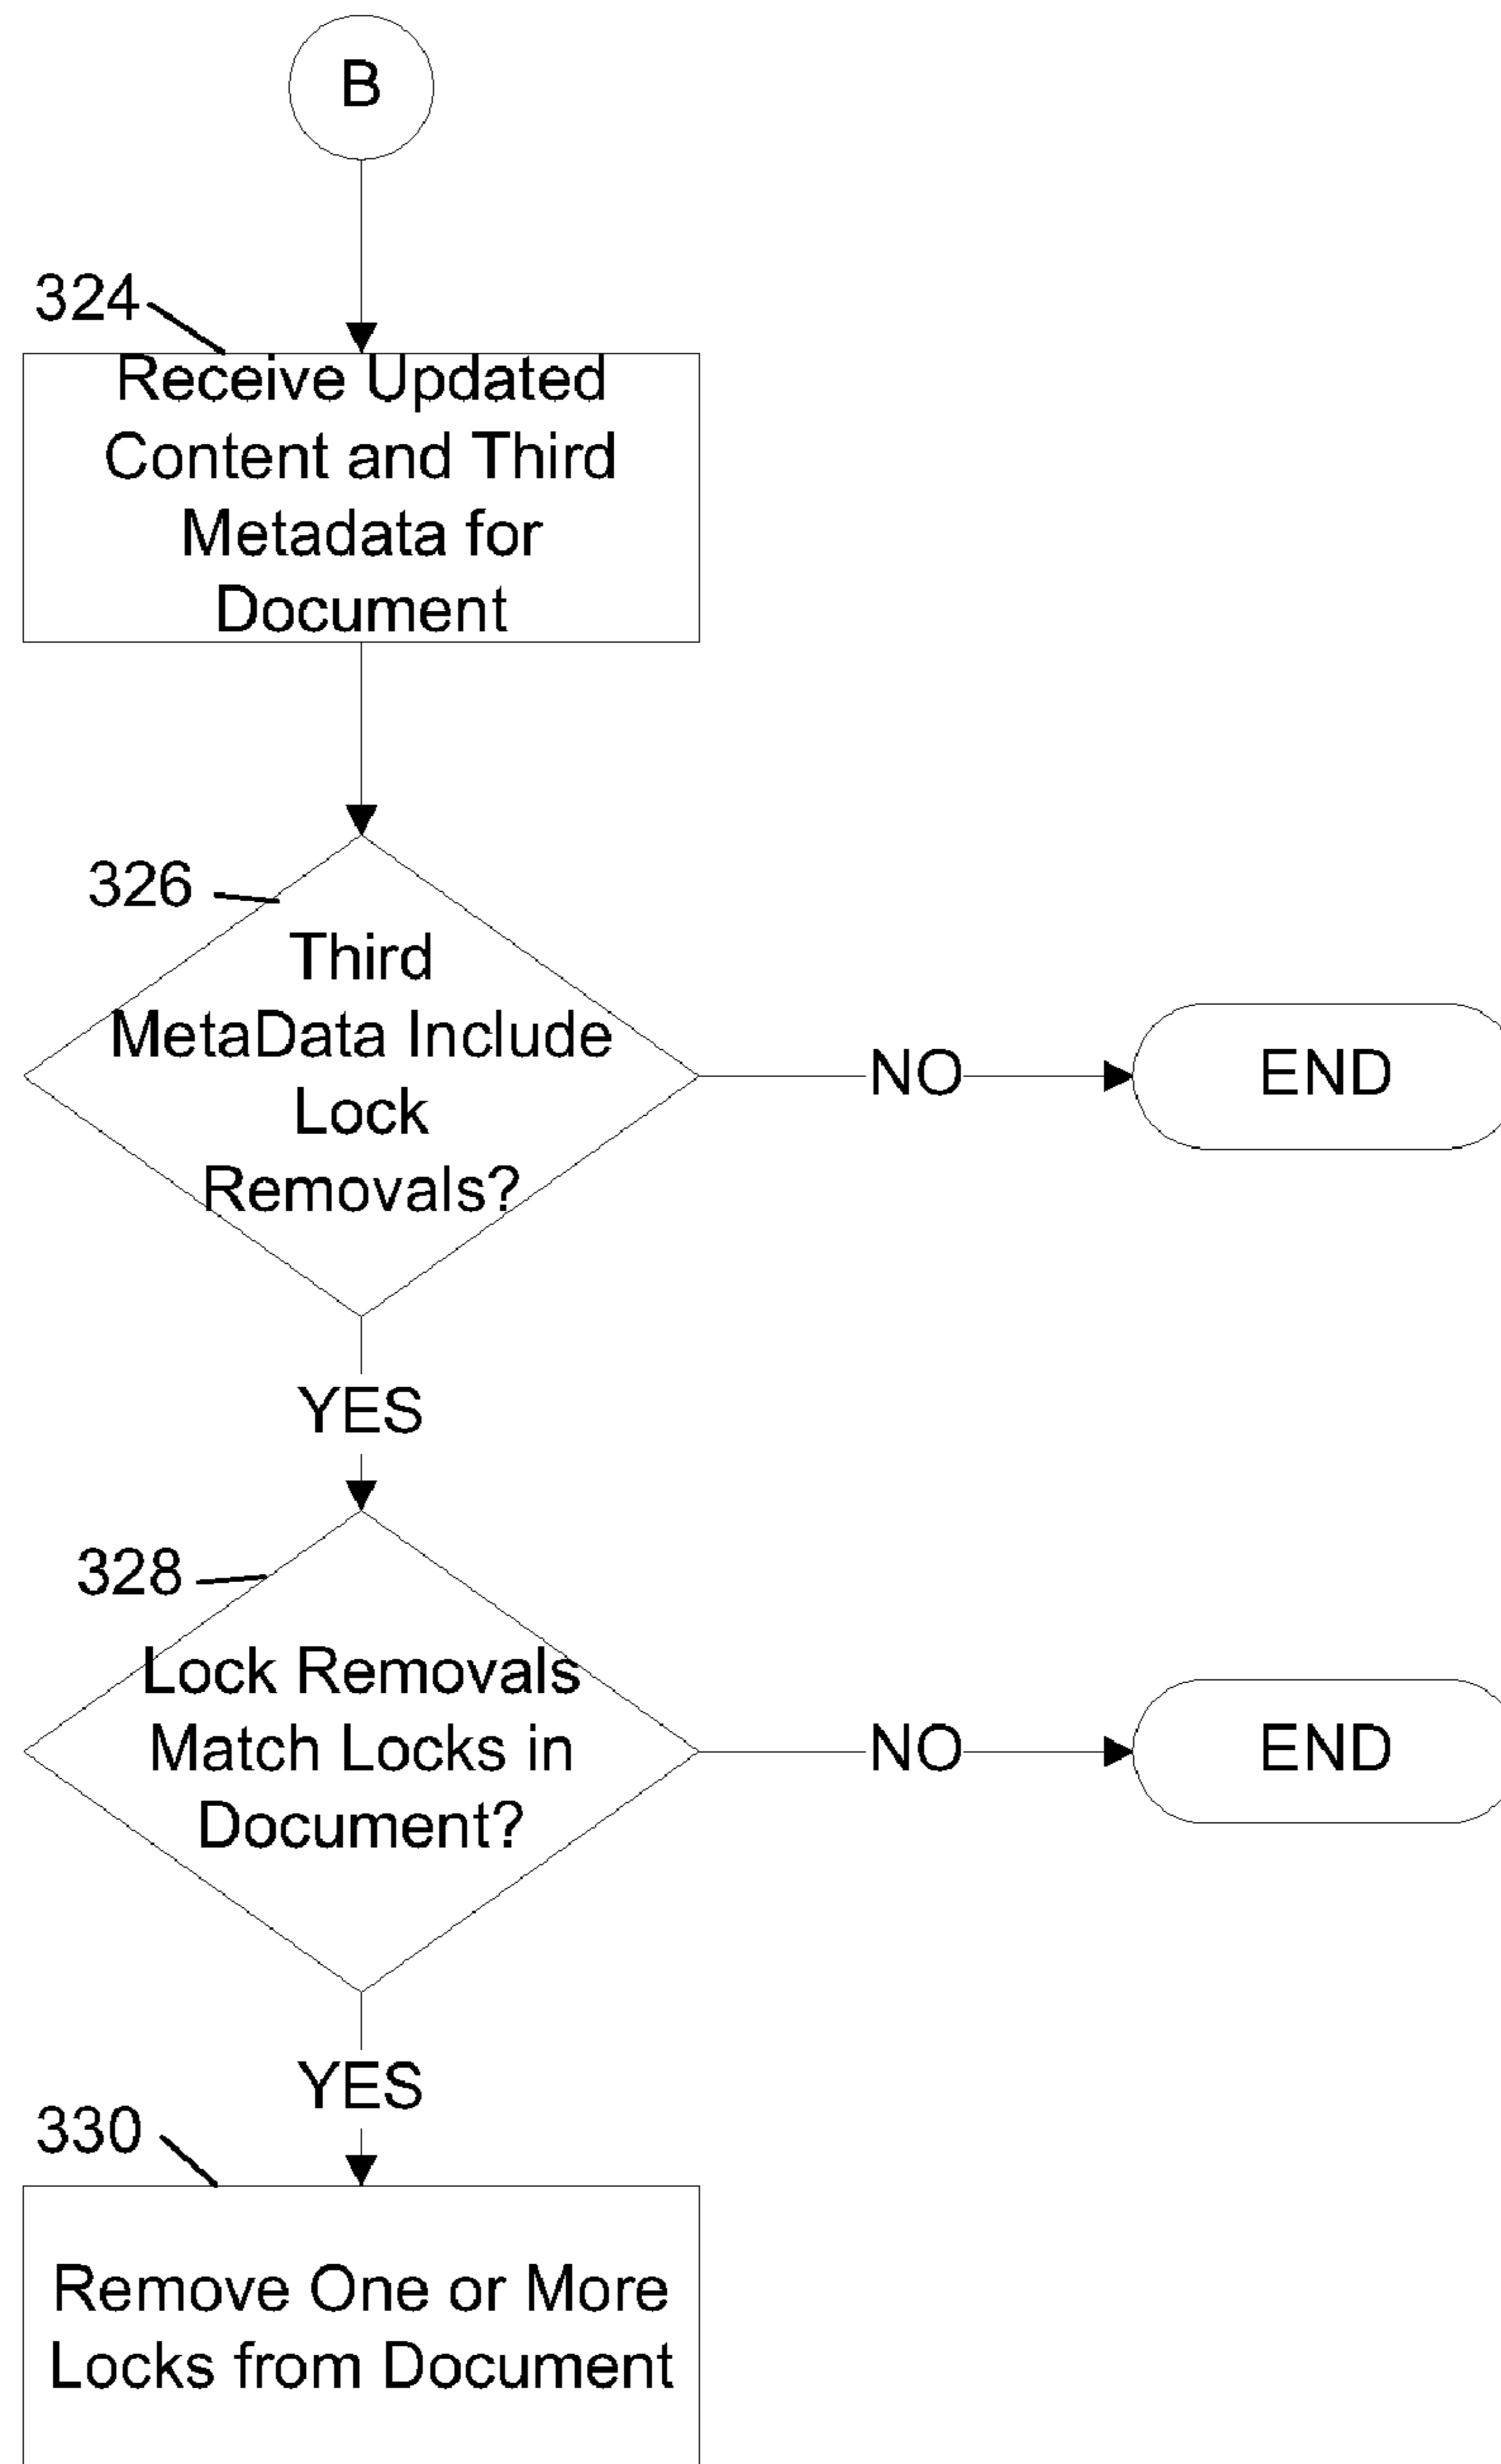 B
324
Receive Updated
Content and Third
Metadata for
Document
326
Third
MetaData Include
Lock
Removals?
NO
END
YES
328
Lock Removals
Match Locks in
Document?
NO
END
YES
330
Remove One or More
Locks from Document